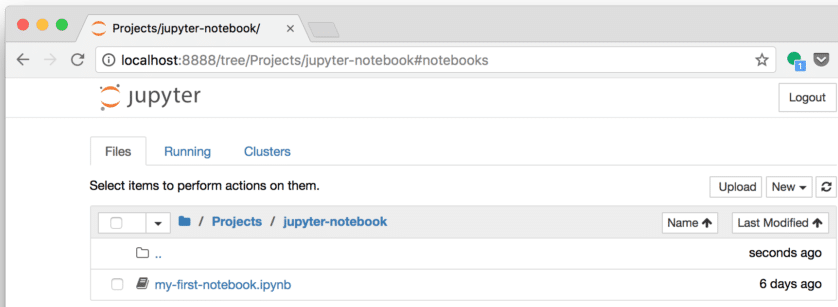 Projects/jupyter-notebook/
localhost:8888/tree/Projects/jupyter-notebook#notebooks
1
jupyter
Logout
Files Running Clusters
Select items to perform actions on them.
Upload New
/ Projects / jupyter-notebook Name Last Modified
.. seconds ago
my-first-notebook.ipynb 6 days ago